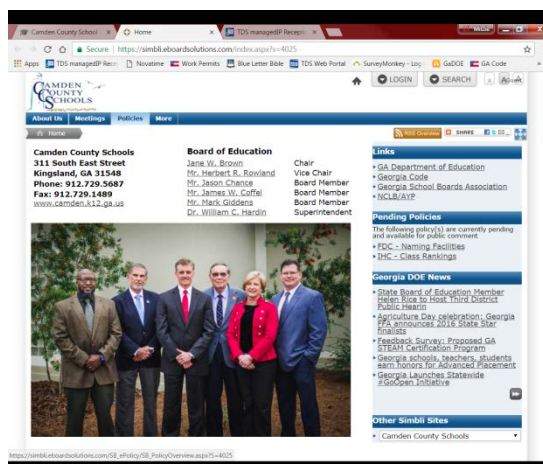 Camden County School
Home
TDS managedIP Recepti
Secure | https://simbli.eboardsolutions.com/index.aspx?s=4025
Apps TDS managedIP Rece Novatime Work Permits Blue Letter Bible TDS Web Portal SurveyMonkey - Log GaDOE GA Code
CAMDEN
COUNTY
SCHOOLS
LOGIN SEARCH
About Us Meetings Policies More
Home
RSS Overview SHARE
Camden County Schools
311 South East Street
Kingsland, GA 31548
Phone: 912.729.5687
Fax: 912.729.1489
www.camden.k12.ga.us
Board of Education
Jane W. Brown Chair
Mr. Herbert R. Rowland Vice Chair
Mr. Jason Chance Board Member
Mr. James W. Coffel Board Member
Mr. Mark Giddens Board Member
Dr. William C. Hardin Superintendent
Links
GA Department of Education
Georgia Code
Georgia School Boards Association
NCLB/AYP
Pending Policies
The following policy(s) are currently pending
and available for public comment
FDC - Naming Facilities
IHC - Class Rankings
Georgia DOE News
State Board of Education Member
Helen Rice to Host Third District
Public Hearin
Agriculture Day celebration: Georgia
FFA announces 2016 State Star
finalists
Feedback Survey: Proposed GA
STEAM Certification Program
Georgia schools, teachers, students
earn honors for Advanced Placement
Georgia Launches Statewide
#GoOpen Initiative
Other Simbli Sites
Camden County Schools
https://simbli.eboardsolutions.com/SB_ePolicy/SB_PolicyOverview.aspx?S=4025